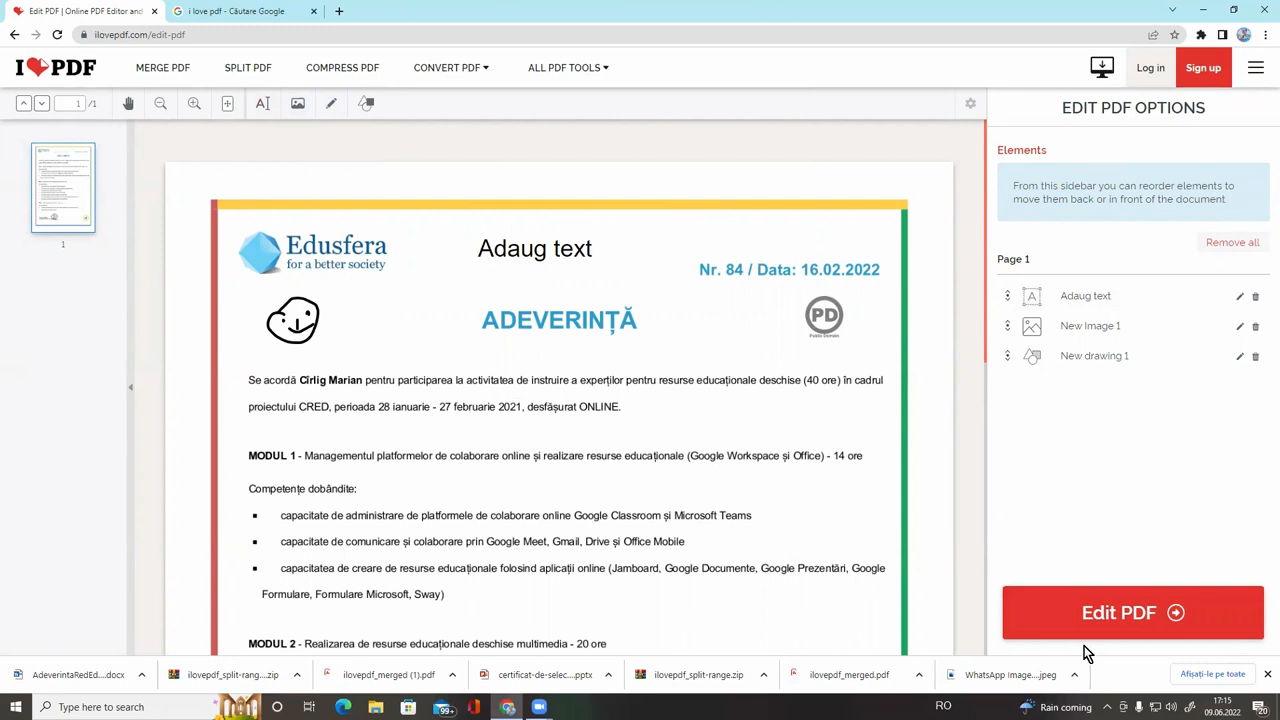 Edit PDF | Online PDF Editor and
i love pdf - Căutare Google
ilovepdf.com/edit-pdf
I PDF
MERGE PDF
SPLIT PDF
COMPRESS PDF
CONVERT PDF
ALL PDF TOOLS
Log in
Sign up
1 /1
EDIT PDF OPTIONS
Elements
From this sidebar you can reorder elements to
move them back or in front of the document.
Remove all
Page 1
Adaug text
New Image 1
New drawing 1
Edit PDF
1
Edusfera
for a better society
Adaug text
Nr. 84 / Data: 16.02.2022
ADEVERINȚĂ
PD
Public Domain
Se acordă Cîrlig Marian pentru participarea la activitatea de instruire a experților pentru resurse educaționale deschise (40 ore) în cadrul
proiectului CRED, perioada 28 ianuarie - 27 februarie 2021, desfășurat ONLINE.
MODUL 1 - Managementul platformelor de colaborare online și realizare resurse educaționale (Google Workspace și Office) - 14 ore
Competențe dobândite:
▪ capacitate de administrare de platformele de colaborare online Google Classroom și Microsoft Teams
▪ capacitate de comunicare și colaborare prin Google Meet, Gmail, Drive și Office Mobile
▪ capacitatea de creare de resurse educaționale folosind aplicații online (Jamboard, Google Documente, Google Prezentări, Google
Formulare, Formulare Microsoft, Sway)
MODUL 2 - Realizarea de resurse educaționale deschise multimedia - 20 ore
AdeverintaRedEd....docx
ilovepdf_split-rang....zip
ilovepdf_merged (1).pdf
certificat-de-selec....pptx
ilovepdf_split-range.zip
ilovepdf_merged.pdf
WhatsApp Image....jpeg
Afișați-le pe toate
Type here to search
99+
RO
Rain coming
17:15
09.06.2022
20